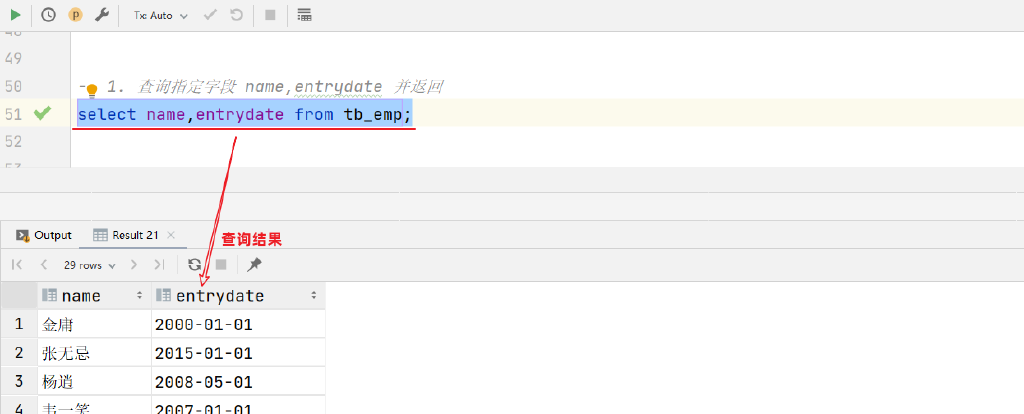 Tx: Auto
49
50 - 1. 查询指定字段 name,entrydate 并返回
51 select name,entrydate from tb_emp;
52
Output Result 21
查询结果
29 rows
name entrydate
1 金庸 2000-01-01
2 张无忌 2015-01-01
3 杨逍 2008-05-01
4 韦一笑 2007-01-01